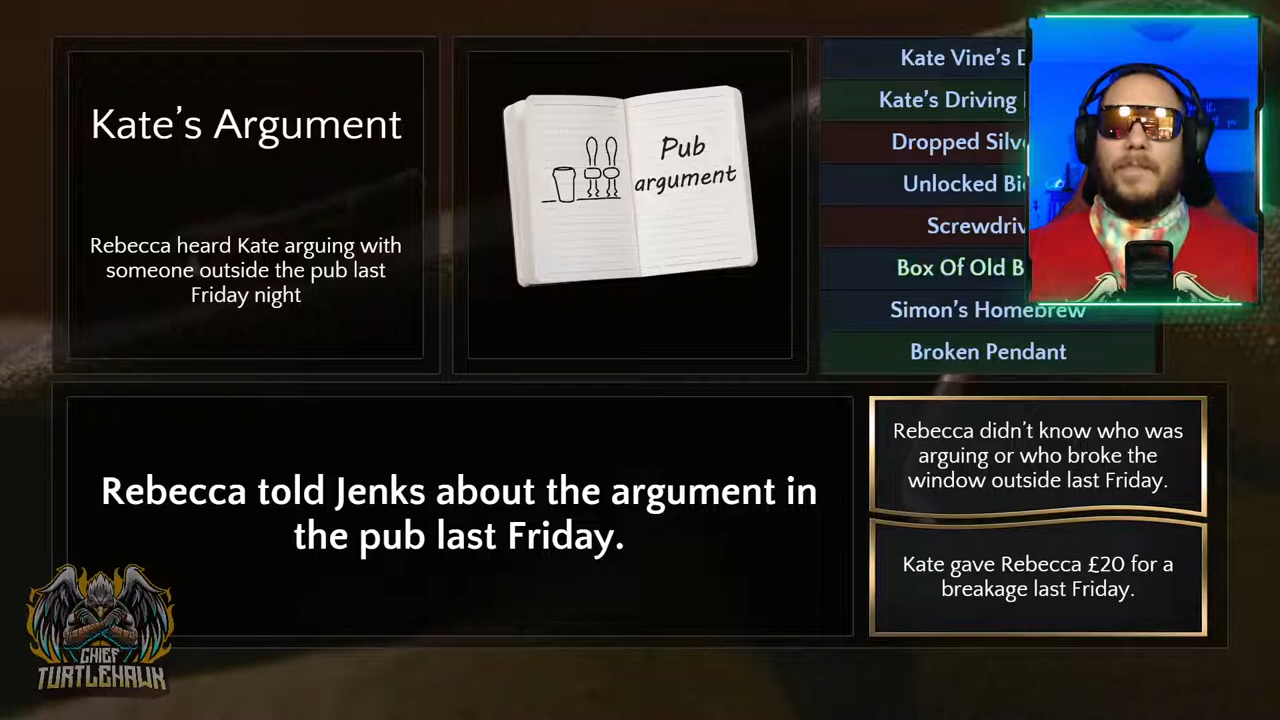 Kate's Argument
Rebecca heard Kate arguing with
someone outside the pub last
Friday night
Pub
argument
Kate Vine's
Kate's Driving
Dropped
Unlocked
Box Of Old
Simon's Homebrew
Broken Pendant
Rebecca told Jenks about the argument in
the pub last Friday.
Rebecca didn't know who was
arguing or who broke the
window outside last Friday.
Kate gave Rebecca £20 for a
breakage last Friday.
CHIEF
TURTLEHAWK